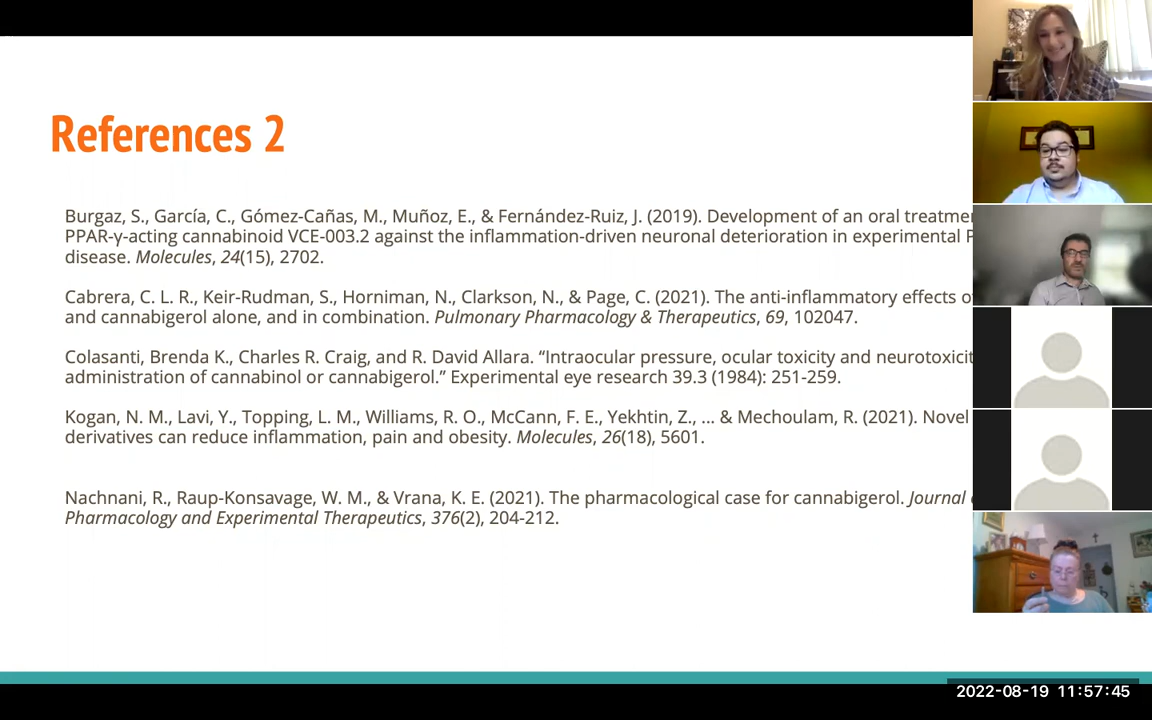 References 2
Burgaz, S., García, C., Gómez-Cañas, M., Muñoz, E., & Fernández-Ruiz, J. (2019). Development of an oral
PPAR-γ-acting cannabinoid VCE-003.2 against the inflammation-driven neuronal deterioration in experimental
disease. Molecules, 24(15), 2702.
Cabrera, C. L. R., Keir-Rudman, S., Horniman, N., Clarkson, N., & Page, C. (2021). The anti-inflammatory effects
and cannabigerol alone, and in combination. Pulmonary Pharmacology & Therapeutics, 69, 102047.
Colasanti, Brenda K., Charles R. Craig, and R. David Allara. “Intraocular pressure, ocular toxicity and
administration of cannabinol or cannabigerol.” Experimental eye research 39.3 (1984): 251-259.
Kogan, N. M., Lavi, Y., Topping, L. M., Williams, R. O., McCann, F. E., Yekhtin, Z., ... & Mechoulam, R. (2021). Novel
derivatives can reduce inflammation, pain and obesity. Molecules, 26(18), 5601.
Nachnani, R., Raup-Konsavage, W. M., & Vrana, K. E. (2021). The pharmacological case for cannabigerol. Journal
Pharmacology and Experimental Therapeutics, 376(2), 204-212.
2022-08-19 11:57:45